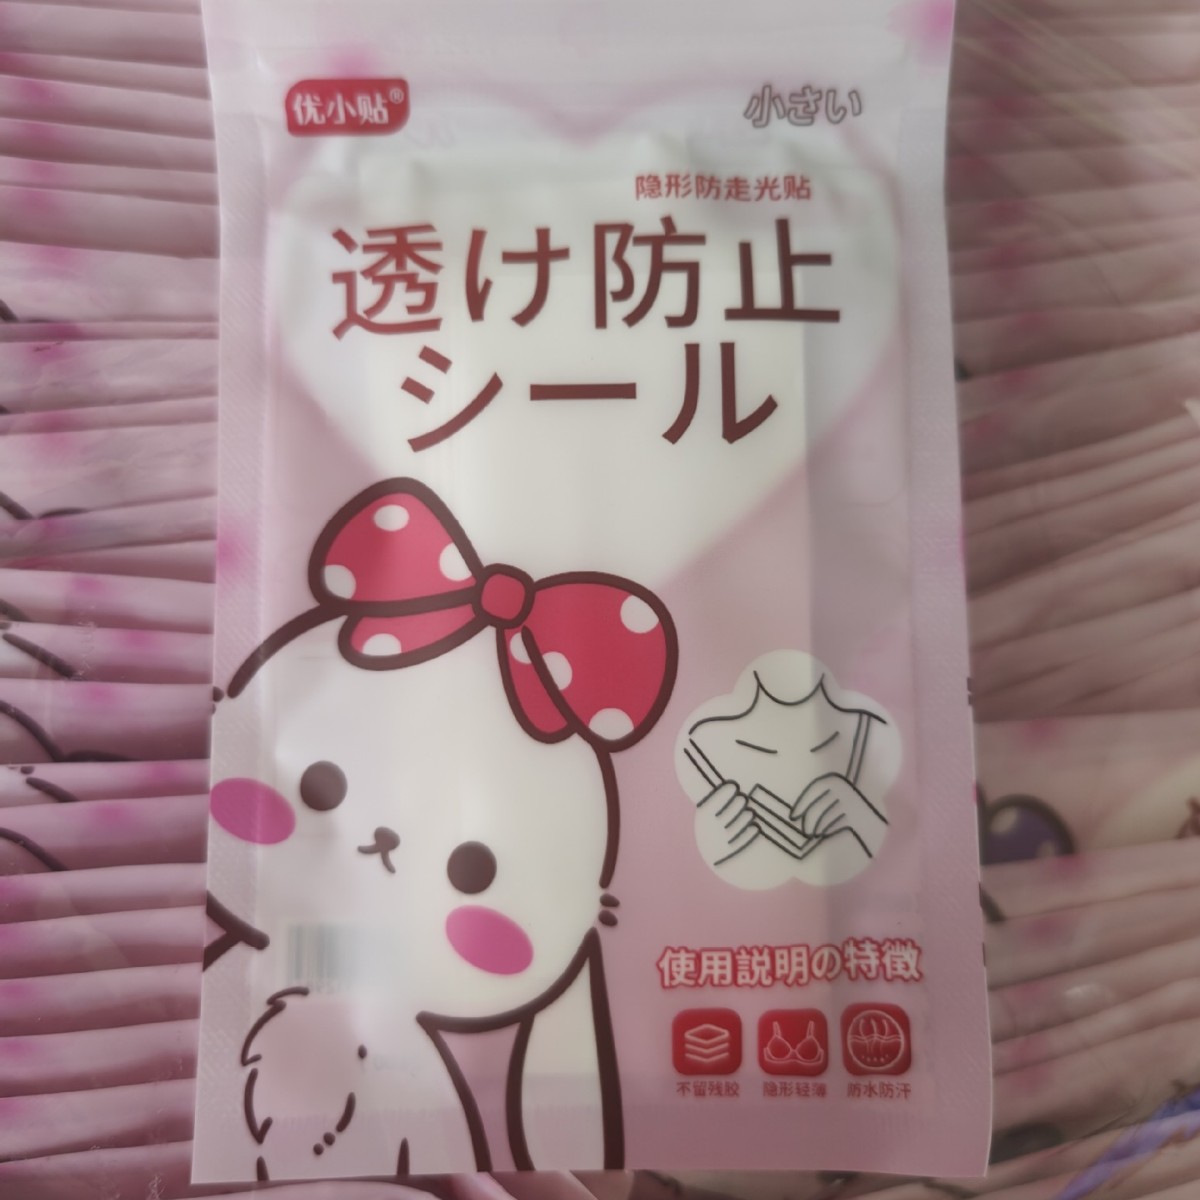 优小贴®
小さい
隐形防走光贴
透け防止
シール
使用説明の特徴
不留残胶 隐形轻薄 防水防汗